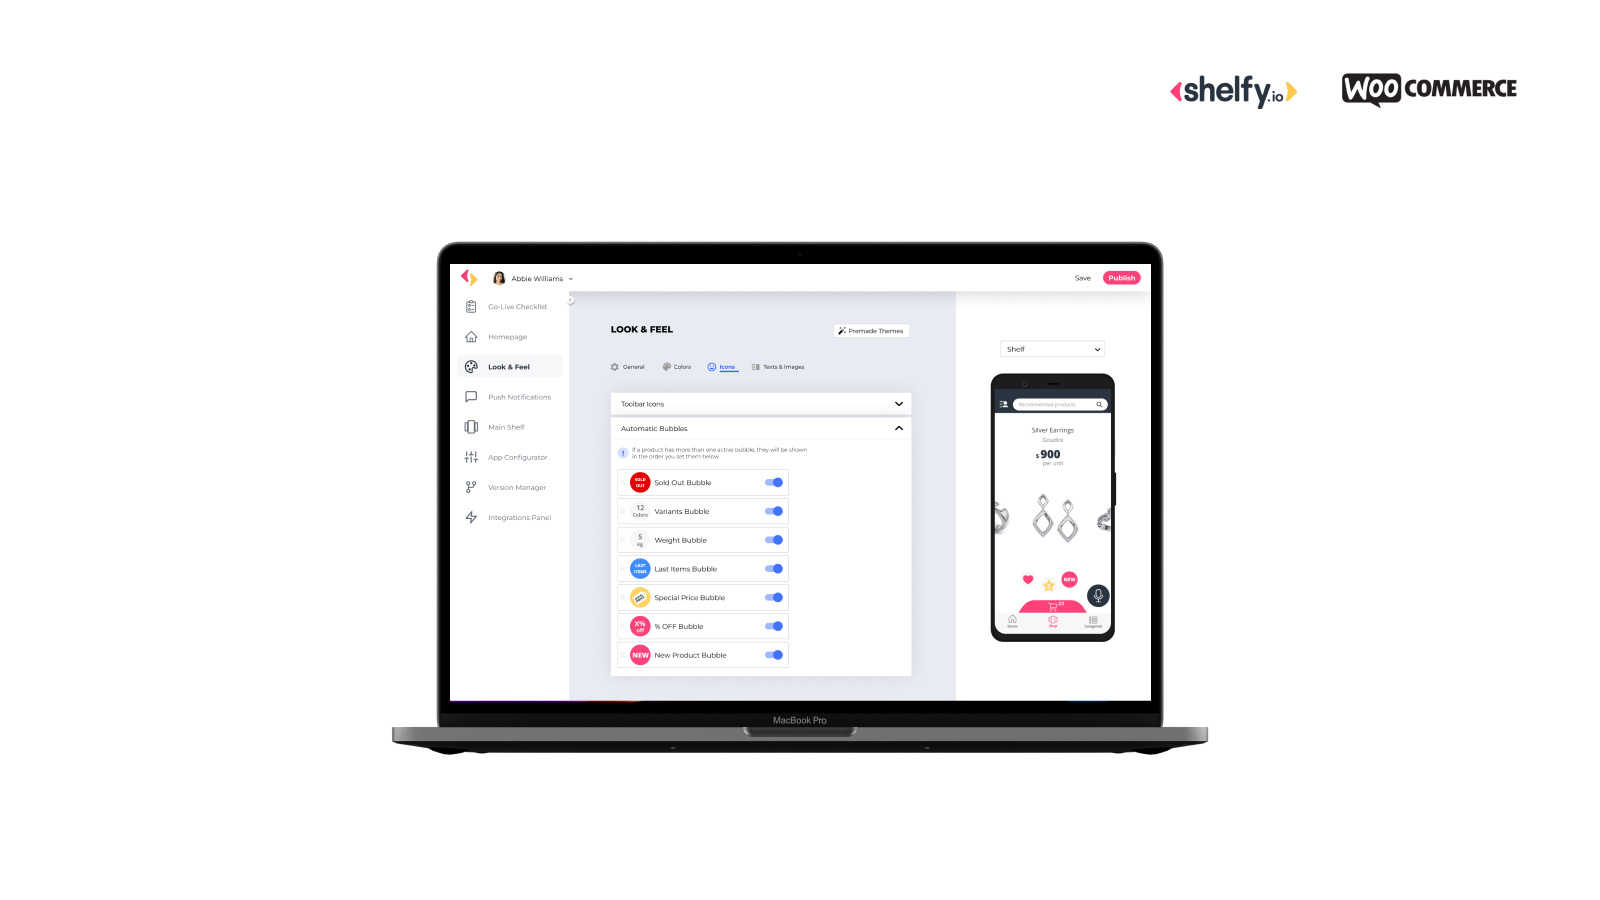 shelfy.io
WOO COMMERCE
Abbie Williams
Save
Publish
Go-Live Checklist
Homepage
Look & Feel
Push Notifications
Main Shelf
App Configurator
Version Manager
Integrations Panel
LOOK & FEEL
Premade Themes
General
Colors
Icons
Texts & Images
Toolbar Icons
Automatic Bubbles
! If a product has more than one active bubble, they will be shown
in the order you set them below.
SOLD
OUT
Sold Out Bubble
12
Colors
Variants Bubble
5
kg
Weight Bubble
LAST
ITEMS
Last Items Bubble
Special Price Bubble
X%
off
% OFF Bubble
NEW
New Product Bubble
Shelf
Recommended products
Silver Earrings
Goudini
$ 900
per unit
NEW
23
Home
Shop
Categories
MacBook Pro